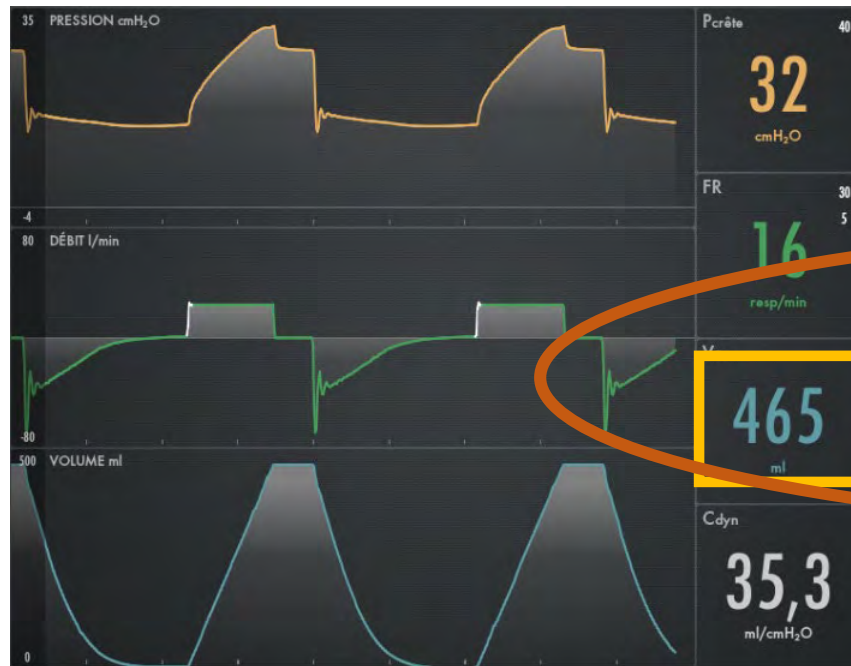 35 PRESSION cmH₂O
-4
80 DÉBIT l/min
-80
500 VOLUME ml
0
Pcrête 40
32
cmH₂O
FR 30
5
16
resp/min
465
ml
Cdyn
35,3
ml/cmH₂O